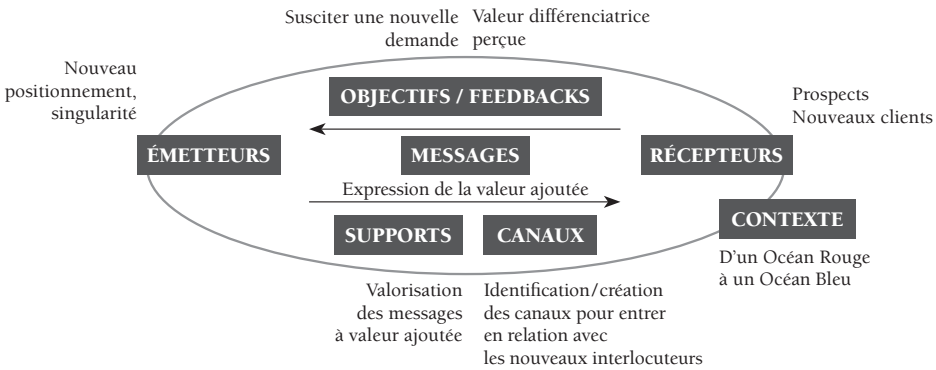 Susciter une nouvelle
demande
Valeur différenciatrice
perçue
Nouveau
positionnement,
singularité
OBJECTIFS / FEEDBACKS
Prospects
Nouveaux clients
ÉMETTEURS
MESSAGES
RÉCEPTEURS
Expression de la valeur ajoutée
SUPPORTS
CANAUX
CONTEXTE
D’un Océan Rouge
à un Océan Bleu
Valorisation
des messages
à valeur ajoutée
Identification/création
des canaux pour entrer
en relation avec
les nouveaux interlocuteurs